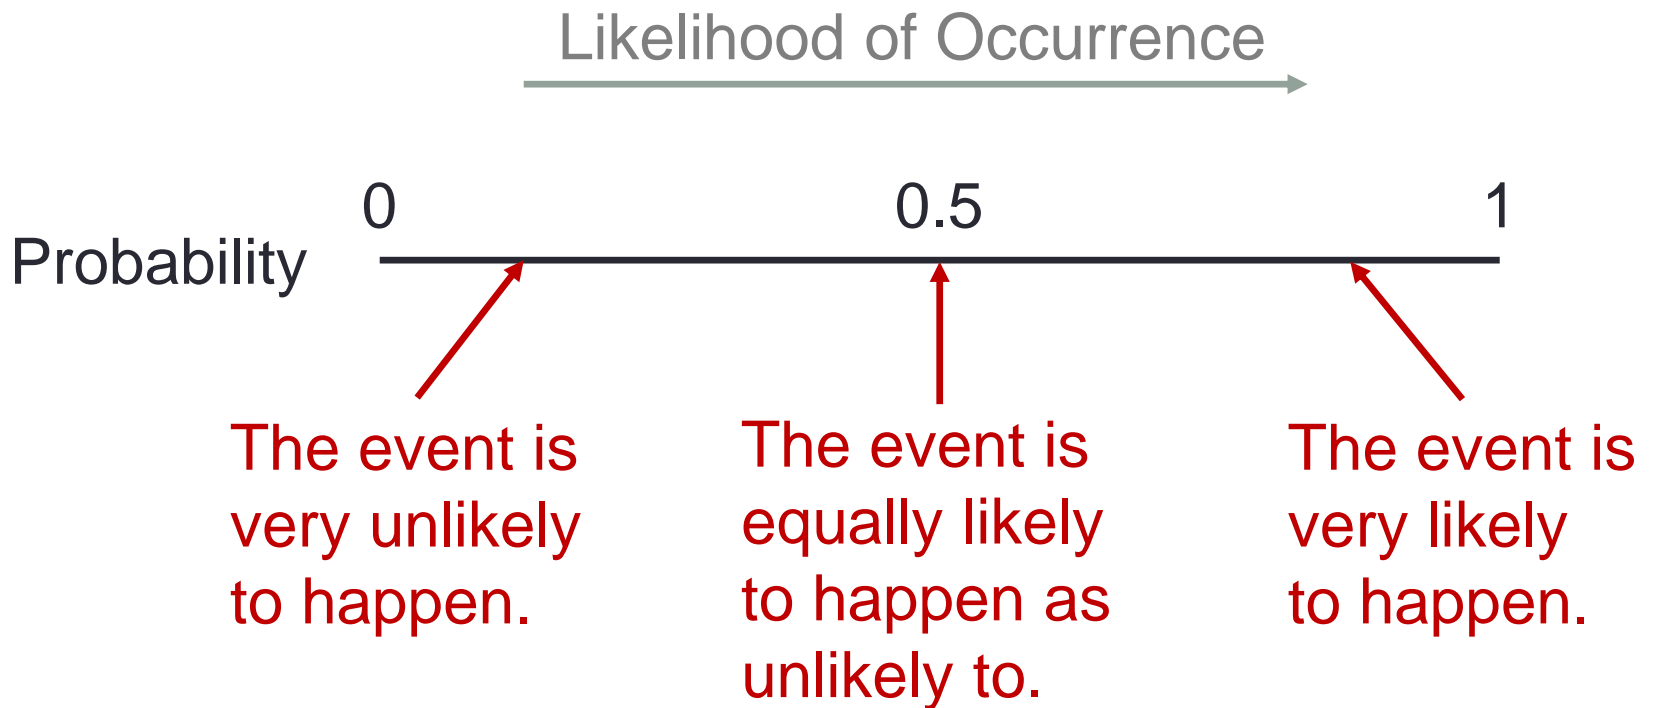 Likelihood of Occurrence
0 0.5 1
Probability
The event is
very unlikely
to happen.
The event is
equally likely
to happen as
unlikely to.
The event is
very likely
to happen.